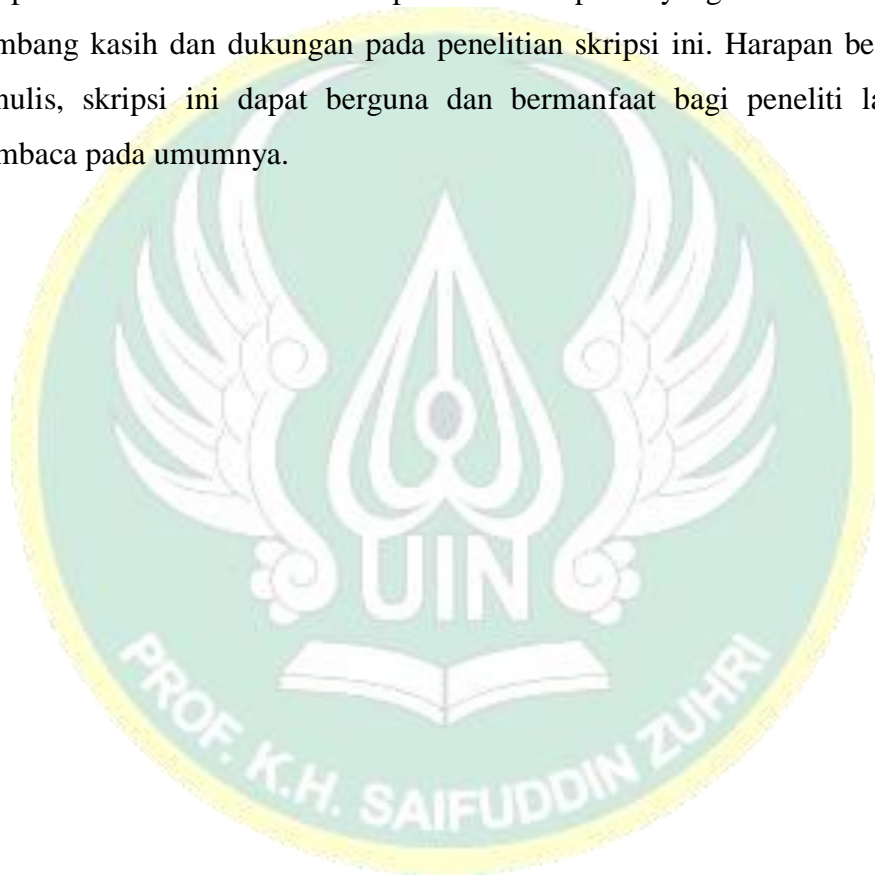 yang
mbang kasih dan dukungan pada penelitian skripsi ini. Harapan be
nulis, skripsi ini dapat berguna dan bermanfaat bagi peneliti la
mbaca pada umumnya.
UIN
PROF. K.H. SAIFUDDIN ZUHRI